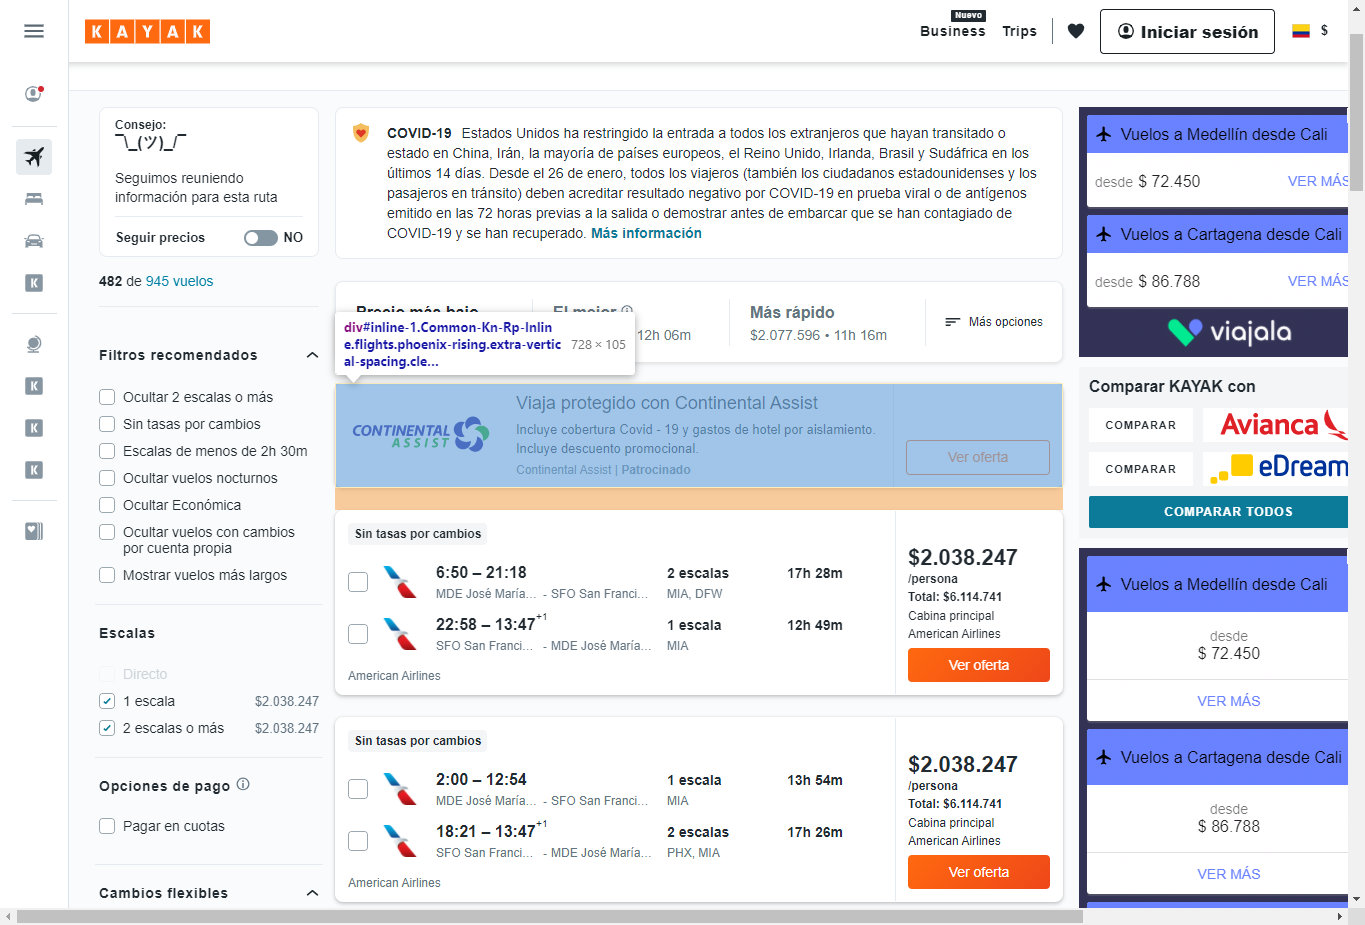 KAYAK
Nuevo
Business
Trips
Iniciar sesión
$
Consejo:
¯\_(ツ)_/¯
Seguimos reuniendo
información para esta ruta
Seguir precios
NO
482 de 945 vuelos
Filtros recomendados
Ocultar 2 escalas o más
Sin tasas por cambios
Escalas de menos de 2h 30m
Ocultar vuelos nocturnos
Ocultar Económica
Ocultar vuelos con cambios
por cuenta propia
Mostrar vuelos más largos
Escalas
Directo
1 escala $2.038.247
2 escalas o más $2.038.247
Opciones de pago
Pagar en cuotas
Cambios flexibles
COVID-19 Estados Unidos ha restringido la entrada a todos los extranjeros que hayan transitado o
estado en China, Irán, la mayoría de países europeos, el Reino Unido, Irlanda, Brasil y Sudáfrica en los
últimos 14 días. Desde el 26 de enero, todos los viajeros (también los ciudadanos estadounidenses y los
pasajeros en tránsito) deben acreditar resultado negativo por COVID-19 en prueba viral o de antígenos
emitido en las 72 horas previas a la salida o demostrar antes de embarcar que se han contagiado de
COVID-19 y se han recuperado. Más información
Precio más bajo
El mejor
12h 06m
Más rápido
$2.077.596 • 11h 16m
Más opciones
div#inline-1.Common-Kn-Rp-Inlin
e.flights.phoenix-rising.extra-verti
cal-spacing.cle...
728 × 105
CONTINENTAL
ASSIST
Viaja protegido con Continental Assist
Incluye cobertura Covid - 19 y gastos de hotel por aislamiento.
Incluye descuento promocional.
Continental Assist | Patrocinado
Ver oferta
Sin tasas por cambios
6:50 – 21:18 2 escalas 17h 28m
MDE José María... - SFO San Franci... MIA, DFW
22:58 – 13:47+1 1 escala 12h 49m
SFO San Franci... - MDE José María... MIA
American Airlines
$2.038.247
/persona
Total: $6.114.741
Cabina principal
American Airlines
Ver oferta
Sin tasas por cambios
2:00 – 12:54 1 escala 13h 54m
MDE José María... - SFO San Franci... MIA
18:21 – 13:47+1 2 escalas 17h 26m
SFO San Franci... - MDE José María... PHX, MIA
American Airlines
$2.038.247
/persona
Total: $6.114.741
Cabina principal
American Airlines
Ver oferta
Vuelos a Medellín desde Cali
desde $ 72.450
VER MÁS
Vuelos a Cartagena desde Cali
desde $ 86.788
VER MÁS
viajala
Comparar KAYAK con
COMPARAR
Avianca
COMPARAR
eDream
COMPARAR TODOS
Vuelos a Medellín desde Cali
desde
$ 72.450
VER MÁS
Vuelos a Cartagena desde Cali
desde
$ 86.788
VER MÁS